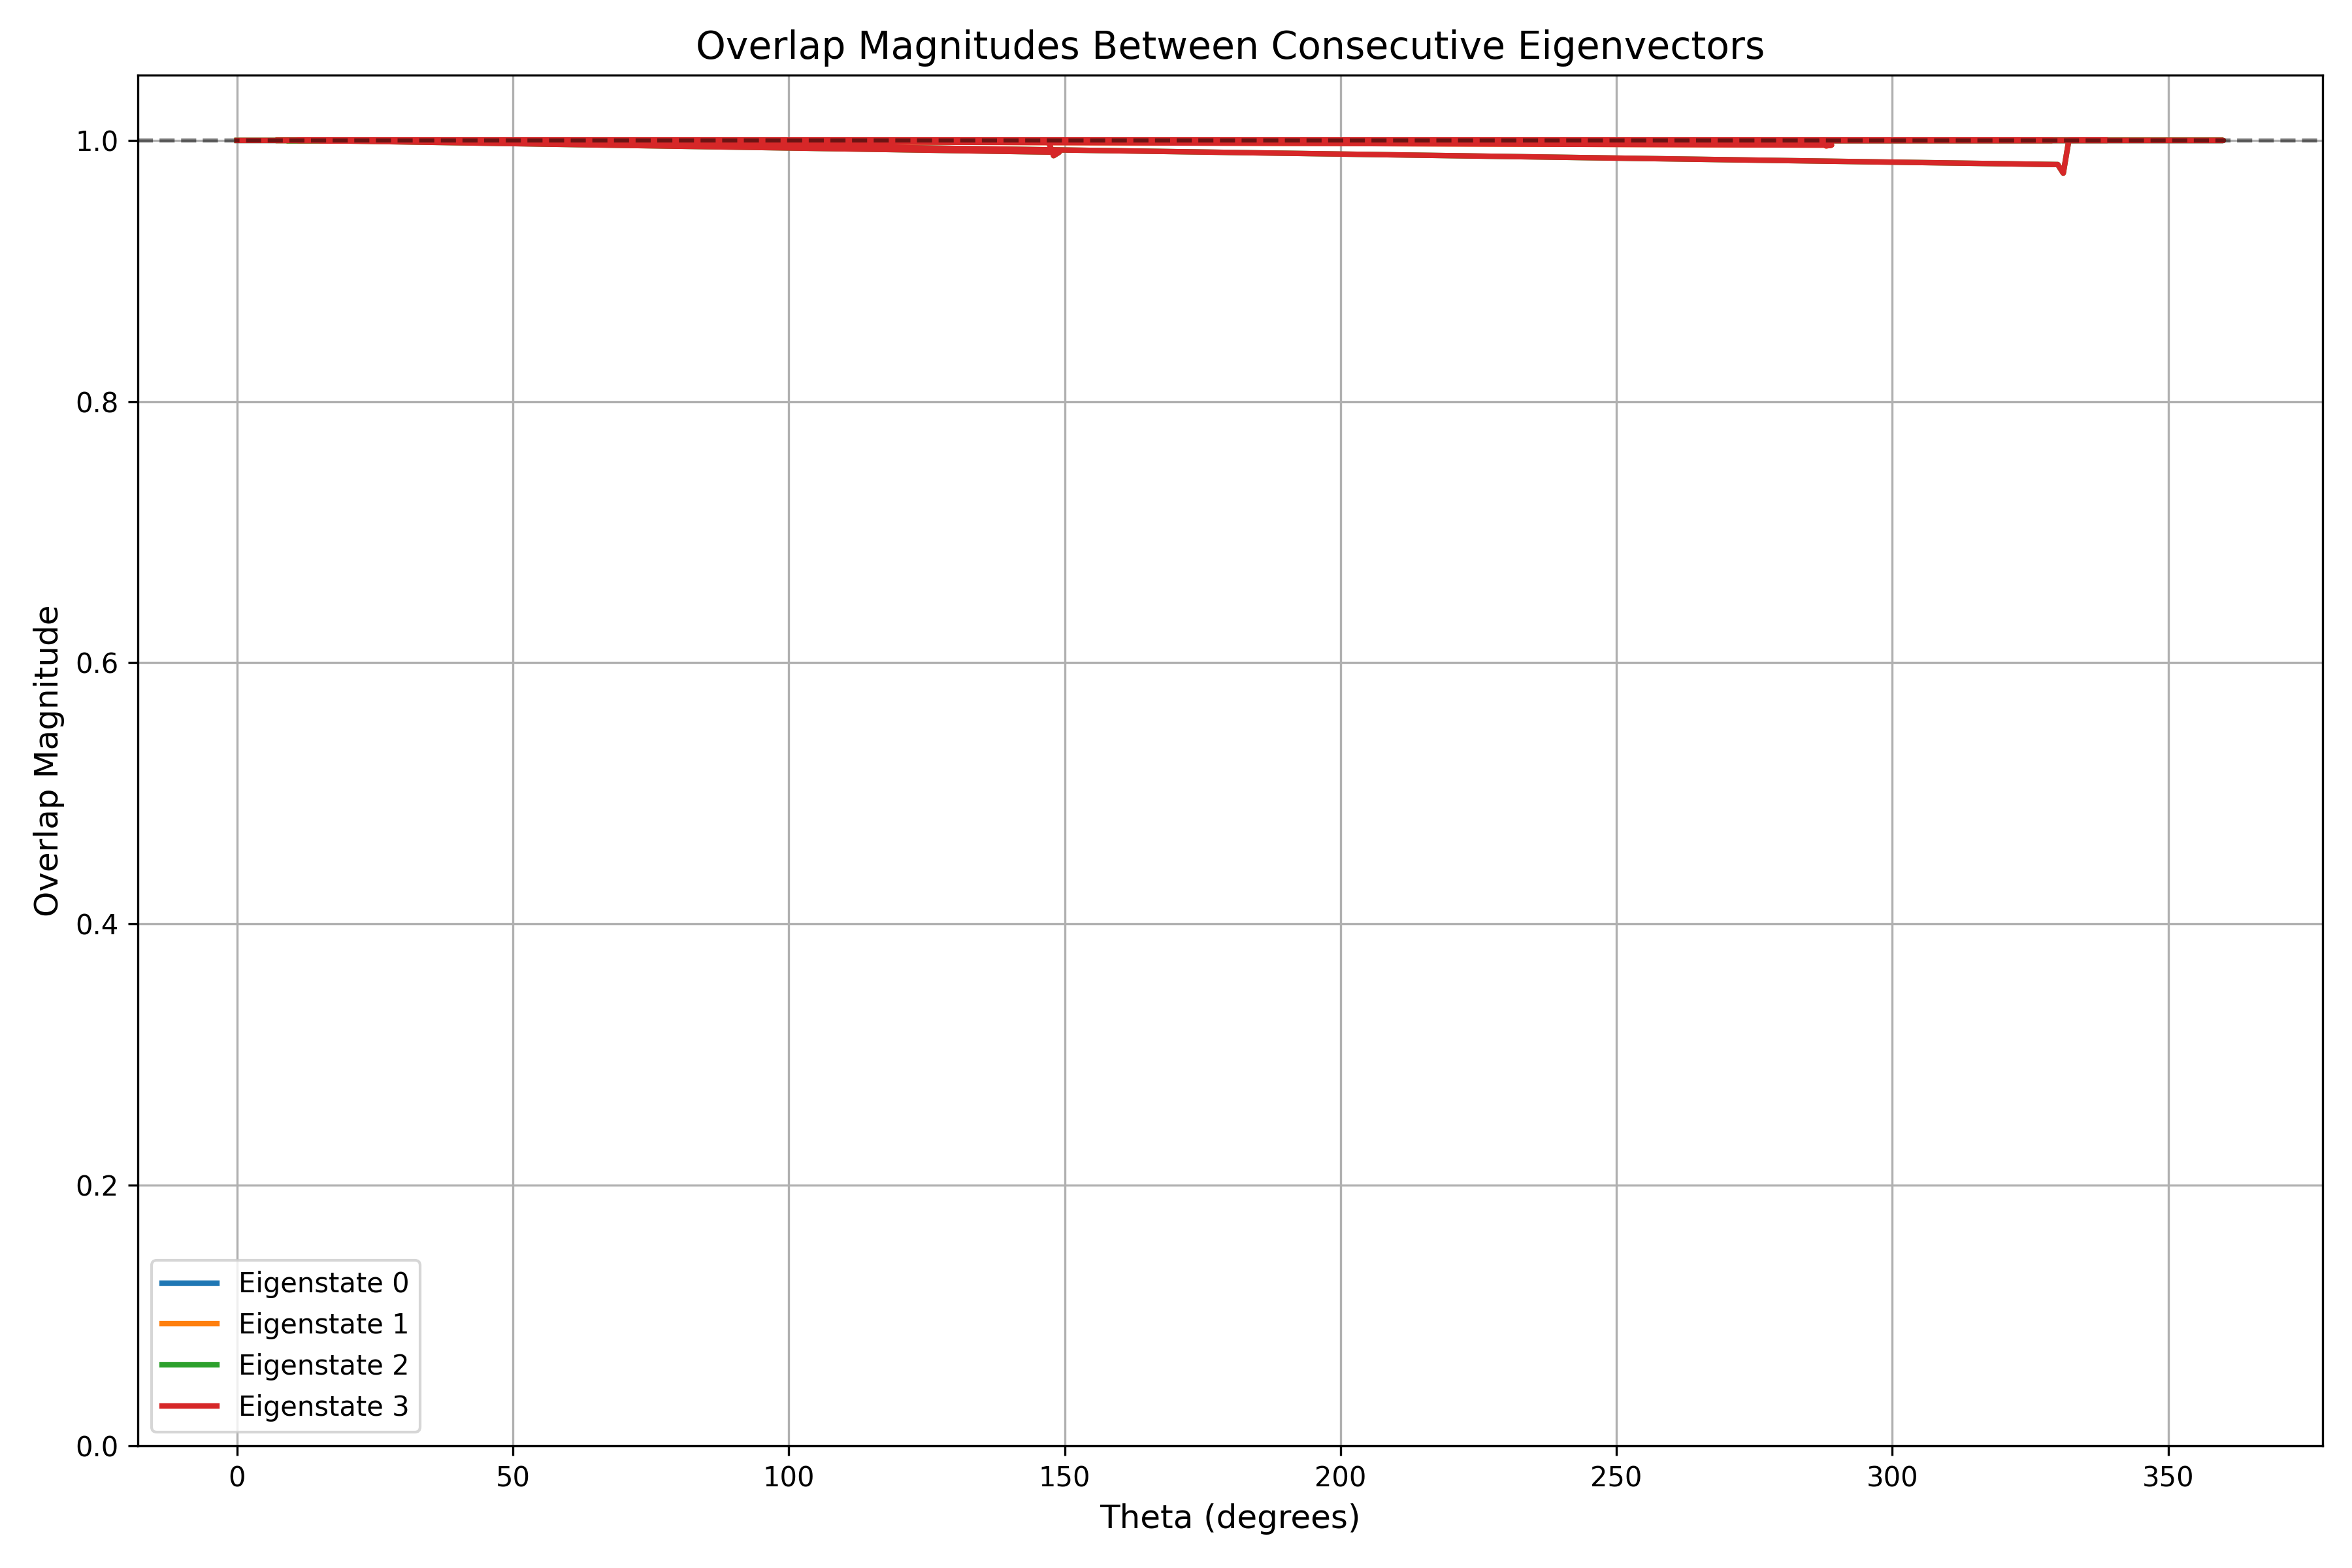 Overlap Magnitudes Between Consecutive Eigenvectors
Overlap Magnitude
1.0
0.8
0.6
0.4
0.2
0.0
Eigenstate 0
Eigenstate 1
Eigenstate 2
Eigenstate 3
0 50 100 150 200 250 300 350
Theta (degrees)